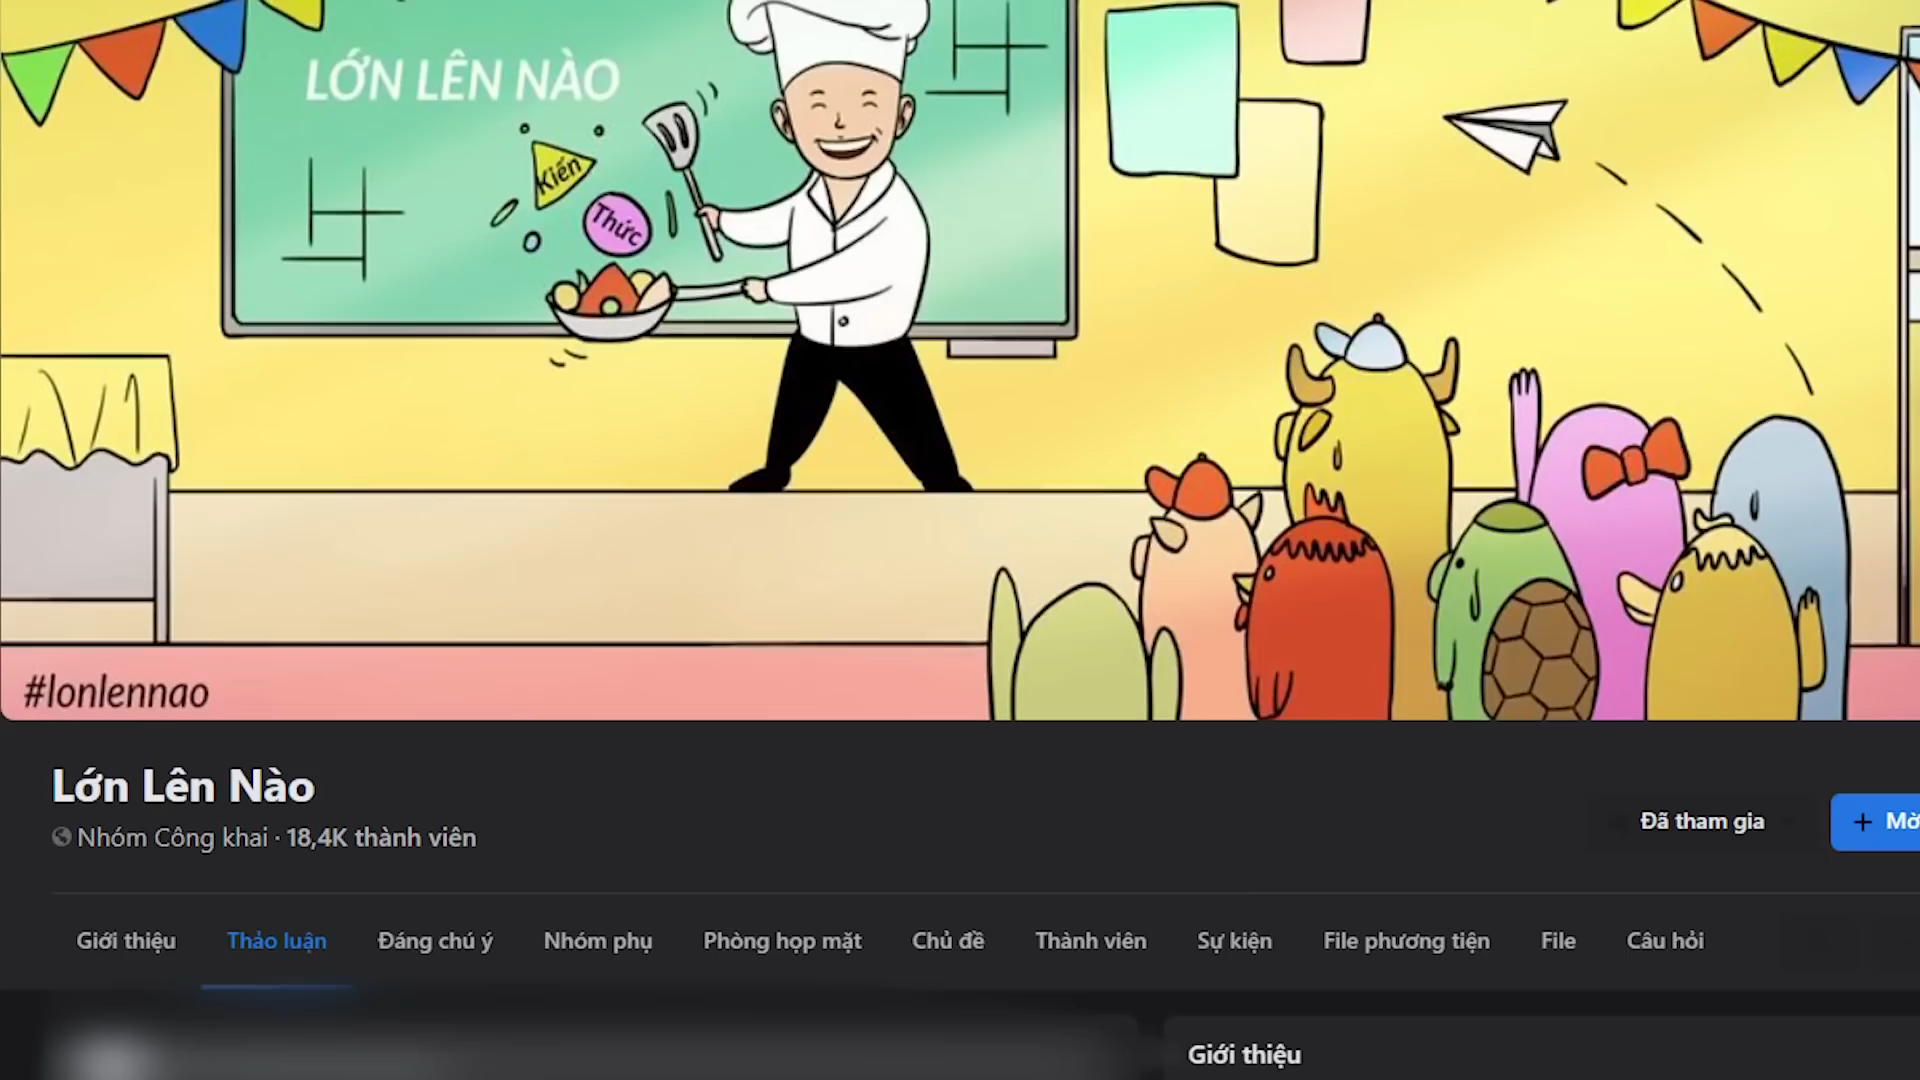 LỚN LÊN NÀO
Kiến
Thức
#lonlennao
Lớn Lên Nào
Nhóm Công khai · 18,4K thành viên
Đã tham gia
+ Mờ
Giới thiệu Thảo luận Đáng chú ý Nhóm phụ Phòng họp mặt Chủ đề Thành viên Sự kiện File phương tiện File Câu hỏi
Giới thiệu